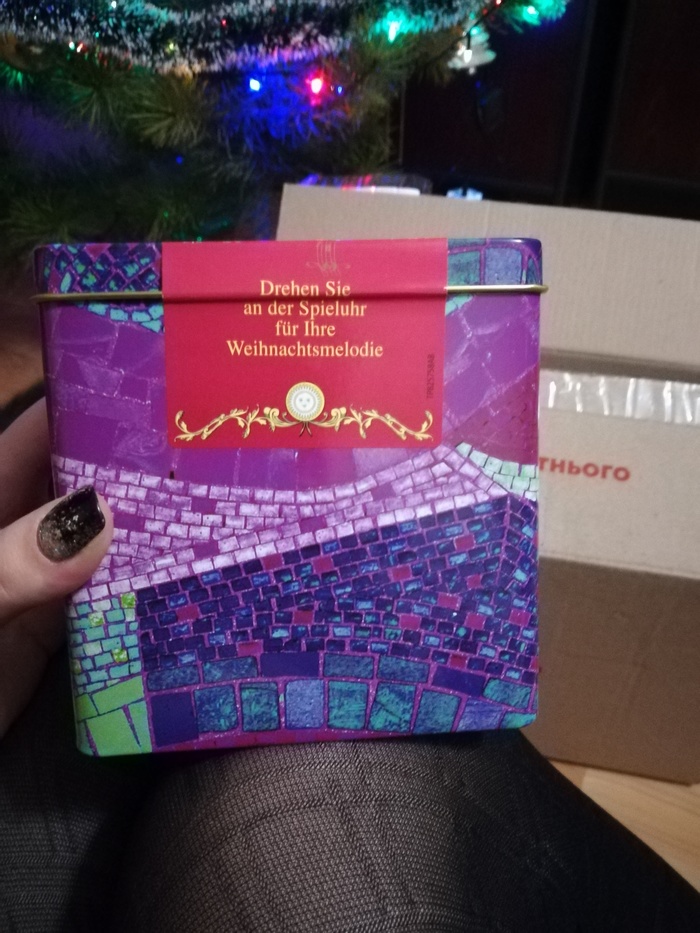 Drehen Sie
an der Spieluhr
für Ihre
Weihnachtsmelodie
тнього